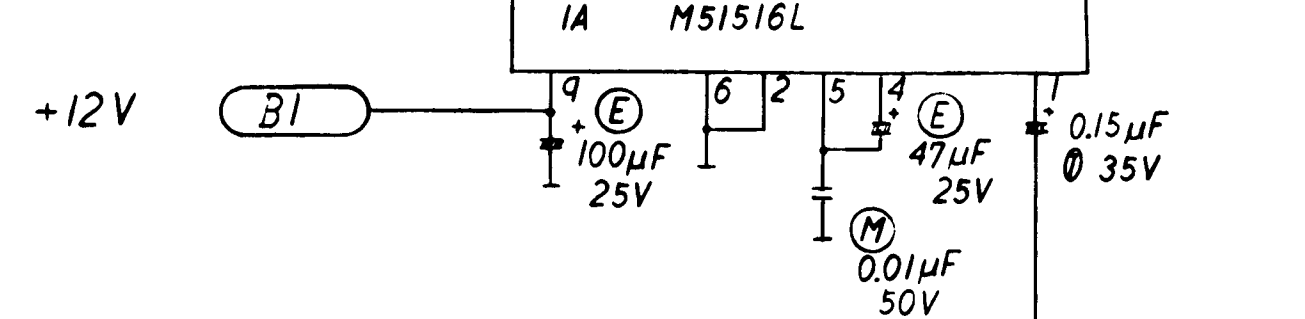 1A M51516L
9 6 2 5 4 1
+12V B1
+ E
100μF
25V
+ E
47μF
25V
+ 0.15μF
T 35V
M
0.01μF
50V